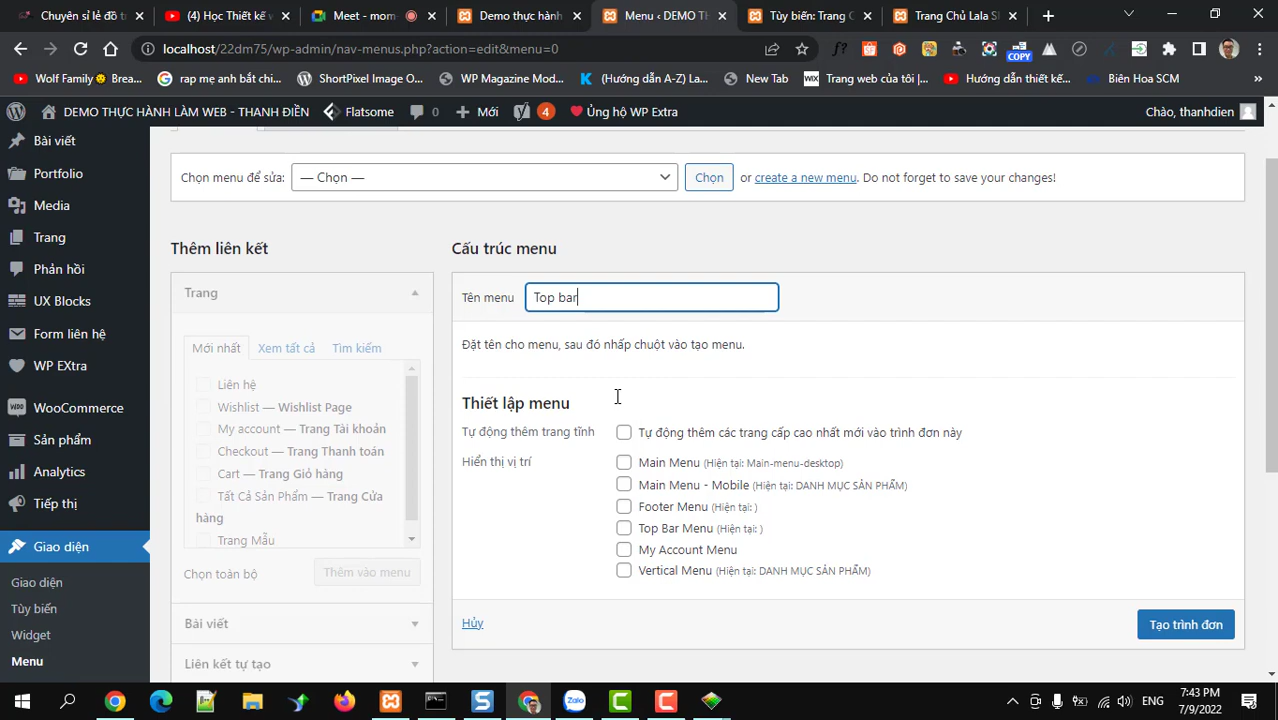 Chuyên sỉ lẻ đồ t
(4) Học Thiết kế v
Meet - mom
Demo thực hành
Menu ‹ DEMO TH
Tùy biến: Trang C
Trang Chủ Lala S
localhost/22dm75/wp-admin/nav-menus.php?action=edit&menu=0
COPY
Wolf Family Brea...
rap mẹ anh bắt chi...
ShortPixel Image O...
WP Magazine Mod...
(Hướng dẫn A-Z) La...
New Tab
Trang web của tôi |...
Hướng dẫn thiết kế...
Biên Hoa SCM
»
DEMO THỰC HÀNH LÀM WEB - THANH ĐIỀN
Flatsome
0
Mới
4
Ủng hộ WP Extra
Chào, thanhdien
Bài viết
Portfolio
Media
Trang
Phản hồi
UX Blocks
Form liên hệ
WP EXtra
WooCommerce
Sản phẩm
Analytics
Tiếp thị
Giao diện
Giao diện
Tùy biến
Widget
Menu
Chọn menu để sửa:
— Chọn —
Chọn
or create a new menu. Do not forget to save your changes!
Thêm liên kết
Trang
Mới nhất
Xem tất cả
Tìm kiếm
Liên hệ
Wishlist — Wishlist Page
My account — Trang Tài khoản
Checkout — Trang Thanh toán
Cart — Trang Giỏ hàng
Tất Cả Sản Phẩm — Trang Cửa
hàng
Trang Mẫu
Chọn toàn bộ
Thêm vào menu
Bài viết
Liên kết tự tạo
Cấu trúc menu
Tên menu
Top bar
Đặt tên cho menu, sau đó nhấp chuột vào tạo menu.
Thiết lập menu
Tự động thêm trang tĩnh
Tự động thêm các trang cấp cao nhất mới vào trình đơn này
Hiển thị vị trí
Main Menu (Hiện tại: Main-menu-desktop)
Main Menu - Mobile (Hiện tại: DANH MỤC SẢN PHẨM)
Footer Menu (Hiện tại: )
Top Bar Menu (Hiện tại: )
My Account Menu
Vertical Menu (Hiện tại: DANH MỤC SẢN PHẨM)
Hủy
Tạo trình đơn
Zalo
ENG
7:43 PM
7/9/2022